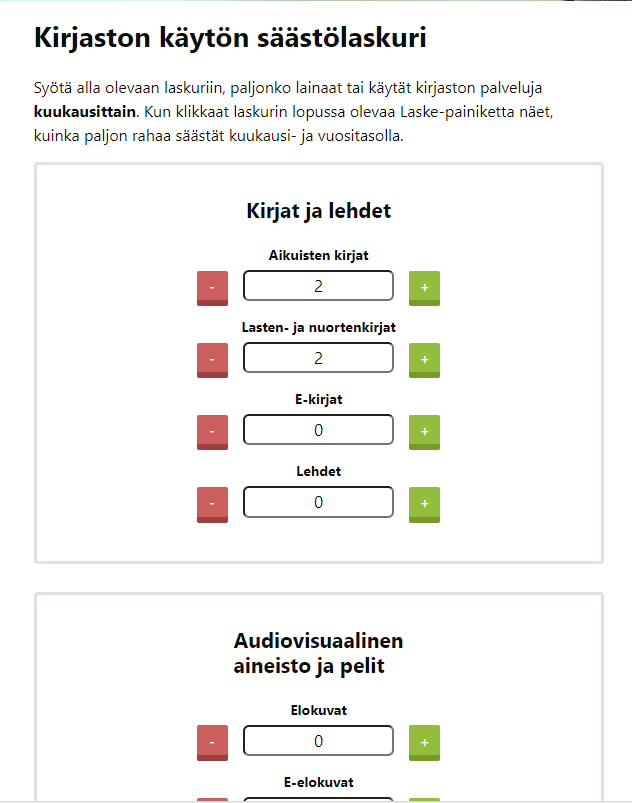 Kirjaston käytön säästölaskuri
Syötä alla olevaan laskuriin, paljonko lainaat tai käytät kirjaston palveluja
kuukausittain. Kun klikkaat laskurin lopussa olevaa Laske-painiketta näet,
kuinka paljon rahaa säästät kuukausi- ja vuositasolla.
Kirjat ja lehdet
Aikuisten kirjat
- 2 +
Lasten- ja nuortenkirjat
- 2 +
E-kirjat
- 0 +
Lehdet
- 0 +
Audiovisuaalinen
aineisto ja pelit
Elokuvat
- 0 +
E-elokuvat